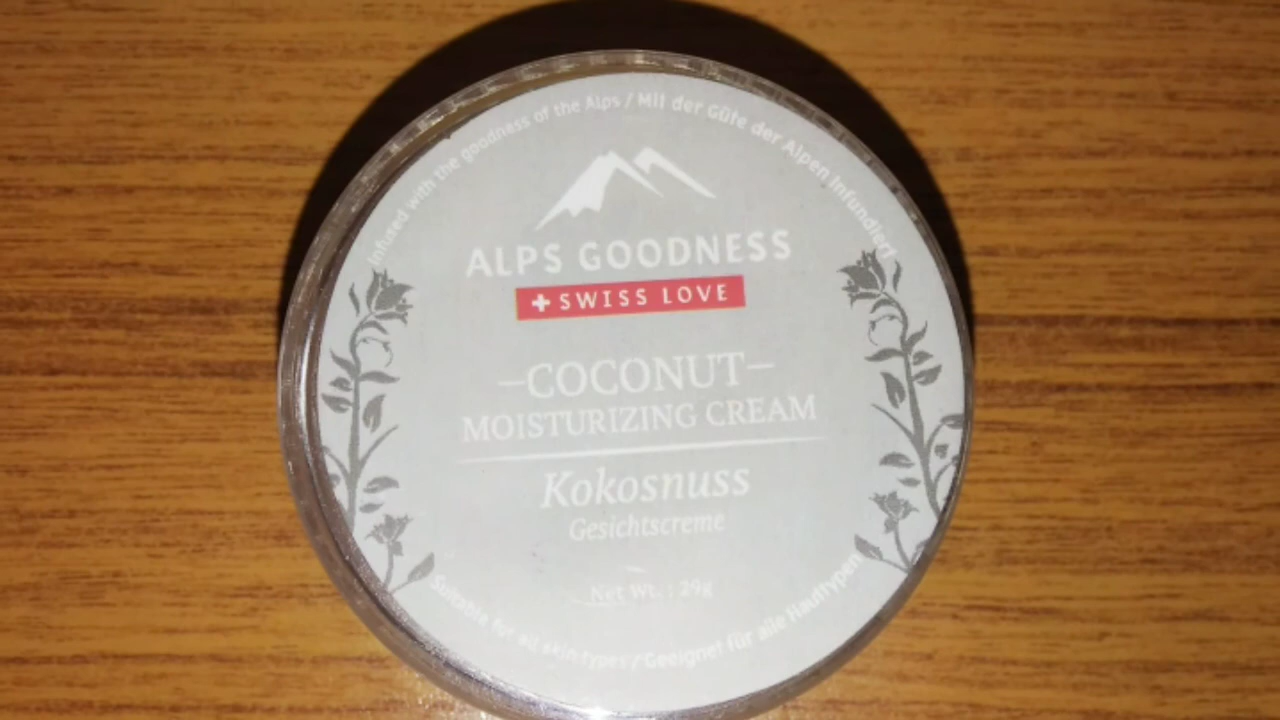 Infused with the goodness of the Alps / Mit der Güte der Alpen Infundiert
ALPS GOODNESS
SWISS LOVE
COCONUT
MOISTURIZING CREAM
Kokosnuss
Gesichtscreme
Net Wt. : 29g
Suitable for all skin types / Geeignet für alle Hauttypen